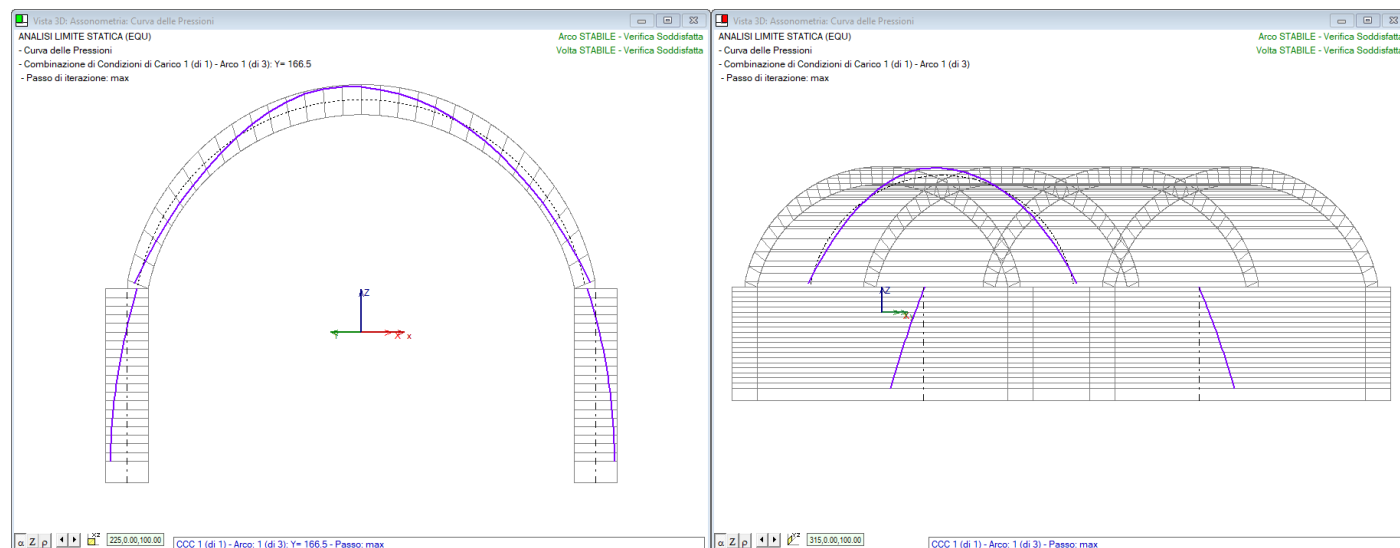 Vista 3D: Assonometria: Curva delle Pressioni
ANALISI LIMITE STATICA (EQU)
Arco STABILE - Verifica Soddisfatta
- Curva delle Pressioni
Volta STABILE - Verifica Soddisfatta
- Combinazione di Condizioni di Carico 1 (di 1) - Arco 1 (di 3): Y= 166.5
- Passo di iterazione: max
Z
Y X x
α Z ρ XZ 225,0.00,100.00 CCC 1 (di 1) - Arco: 1 (di 3): Y= 166.5 - Passo: max
Vista 3D: Assonometria: Curva delle Pressioni
ANALISI LIMITE STATICA (EQU)
Arco STABILE - Verifica Soddisfatta
- Curva delle Pressioni
Volta STABILE - Verifica Soddisfatta
- Combinazione di Condizioni di Carico 1 (di 1) - Arco 1 (di 3)
- Passo di iterazione: max
Z
α Z ρ YZ 315,0.00,100.00 CCC 1 (di 1) - Arco: 1 (di 3) - Passo: max